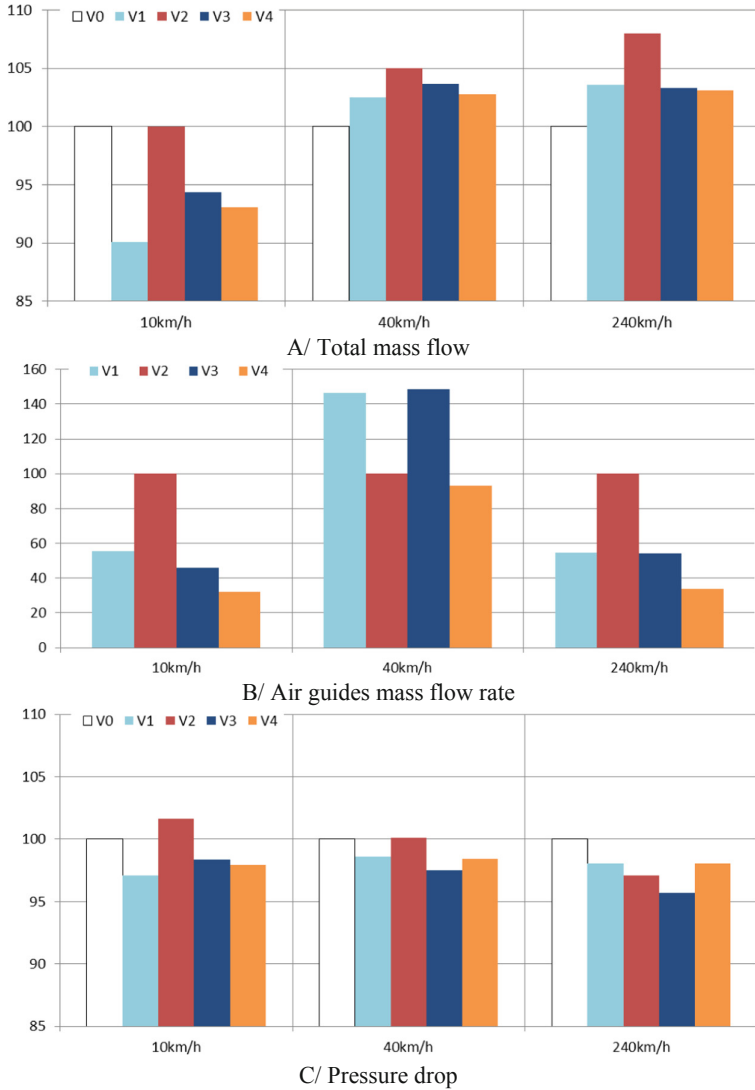 110
V0 V1 V2 V3 V4
105
100
95
90
85
10km/h 40km/h 240km/h
A/ Total mass flow
160
V1 V2 V3 V4
140
120
100
80
60
40
20
0
10km/h 40km/h 240km/h
B/ Air guides mass flow rate
110
V0 V1 V2 V3 V4
105
100
95
90
85
10km/h 40km/h 240km/h
C/ Pressure drop